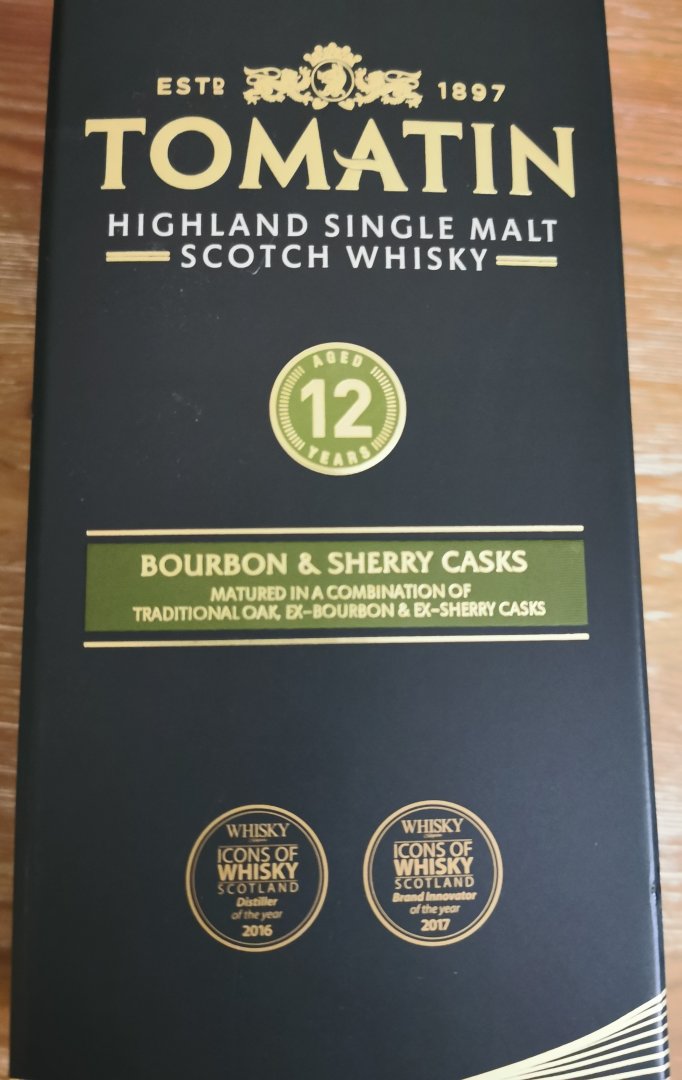 ESTD 1897
TOMATIN
HIGHLAND SINGLE MALT
SCOTCH WHISKY
AGED
12
YEARS
BOURBON & SHERRY CASKS
MATURED IN A COMBINATION OF
TRADITIONAL OAK, EX-BOURBON & EX-SHERRY CASKS
WHISKY
ICONS OF
WHISKY
SCOTLAND
Distiller
of the year
2016
WHISKY
ICONS OF
WHISKY
SCOTLAND
Brand Innovator
of the year
2017